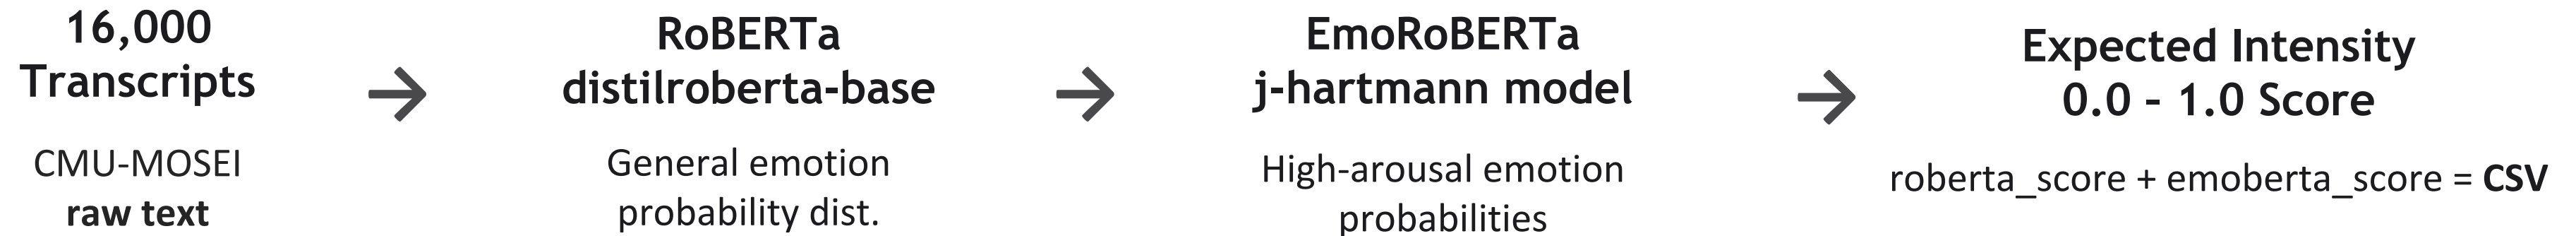 16,000
Transcripts
CMU-MOSEI
raw text
→
RoBERTa
distilroberta-base
General emotion
probability dist.
→
EmoRoBERTa
j-hartmann model
High-arousal emotion
probabilities
→
Expected Intensity
0.0 - 1.0 Score
roberta_score + emoberta_score = CSV